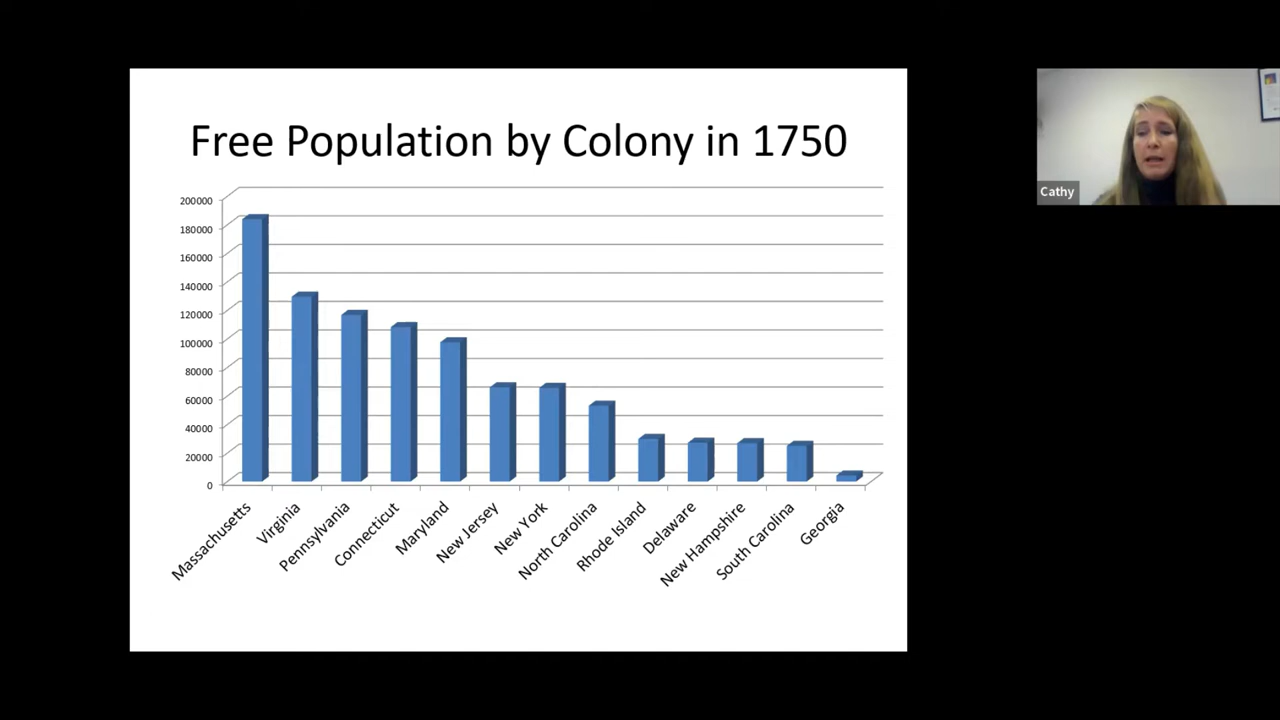 Free Population by Colony in 1750
200000
180000
160000
140000
120000
100000
80000
60000
40000
20000
0
Massachusetts
Virginia
Pennsylvania
Connecticut
Maryland
New Jersey
New York
North Carolina
Rhode Island
Delaware
New Hampshire
South Carolina
Georgia
Cathy